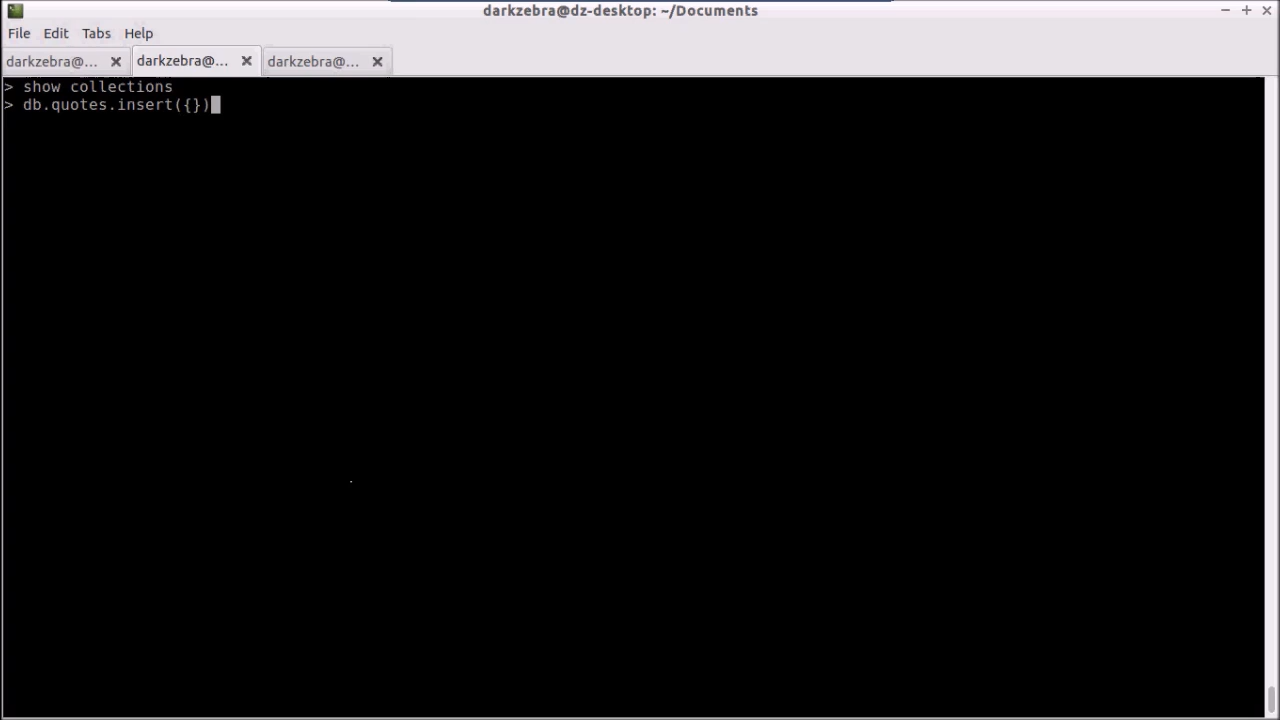 darkzebra@dz-desktop: ~/Documents
File Edit Tabs Help
darkzebra@... darkzebra@... darkzebra@...
> show collections
> db.quotes.insert({})